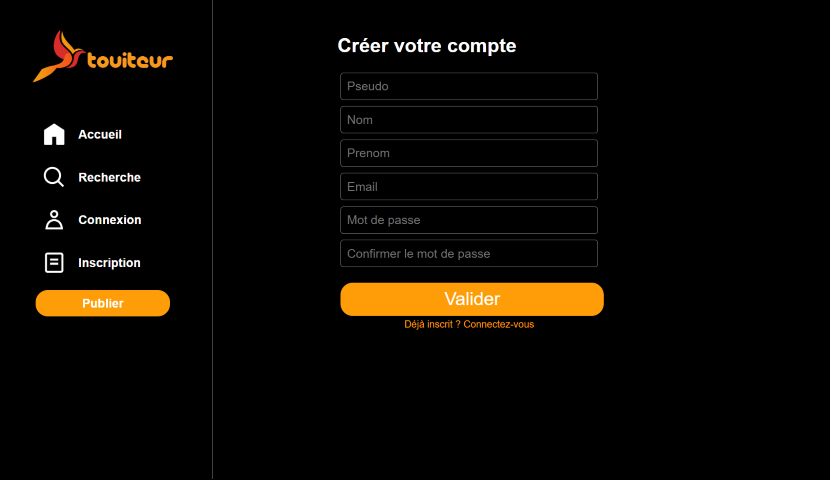 touiteur
Accueil
Recherche
Connexion
Inscription
Publier
Créer votre compte
Pseudo
Nom
Prenom
Email
Mot de passe
Confirmer le mot de passe
Valider
Déjà inscrit ? Connectez-vous